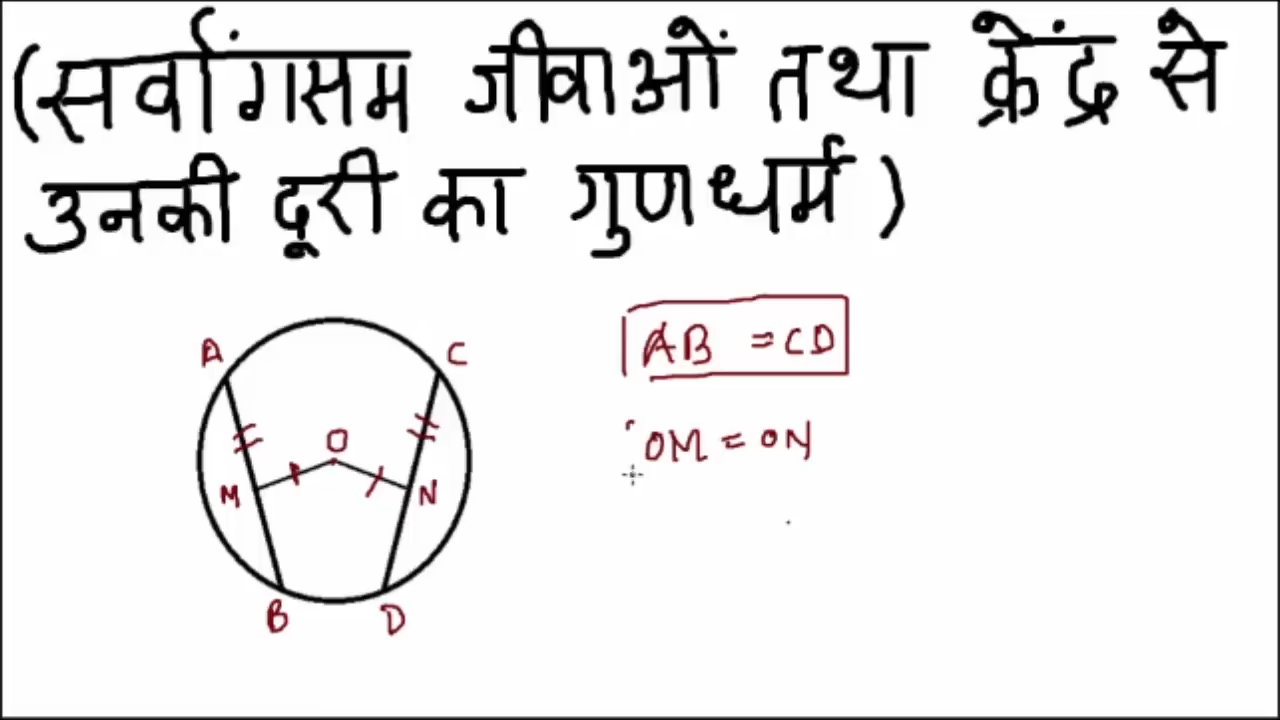 (सर्वांगसम जीवाओं तथा क्रेंद्र से
उनकी दूरी का गुणधर्म)
A
C
AB = CD
O
OM = ON
M
N
B
D